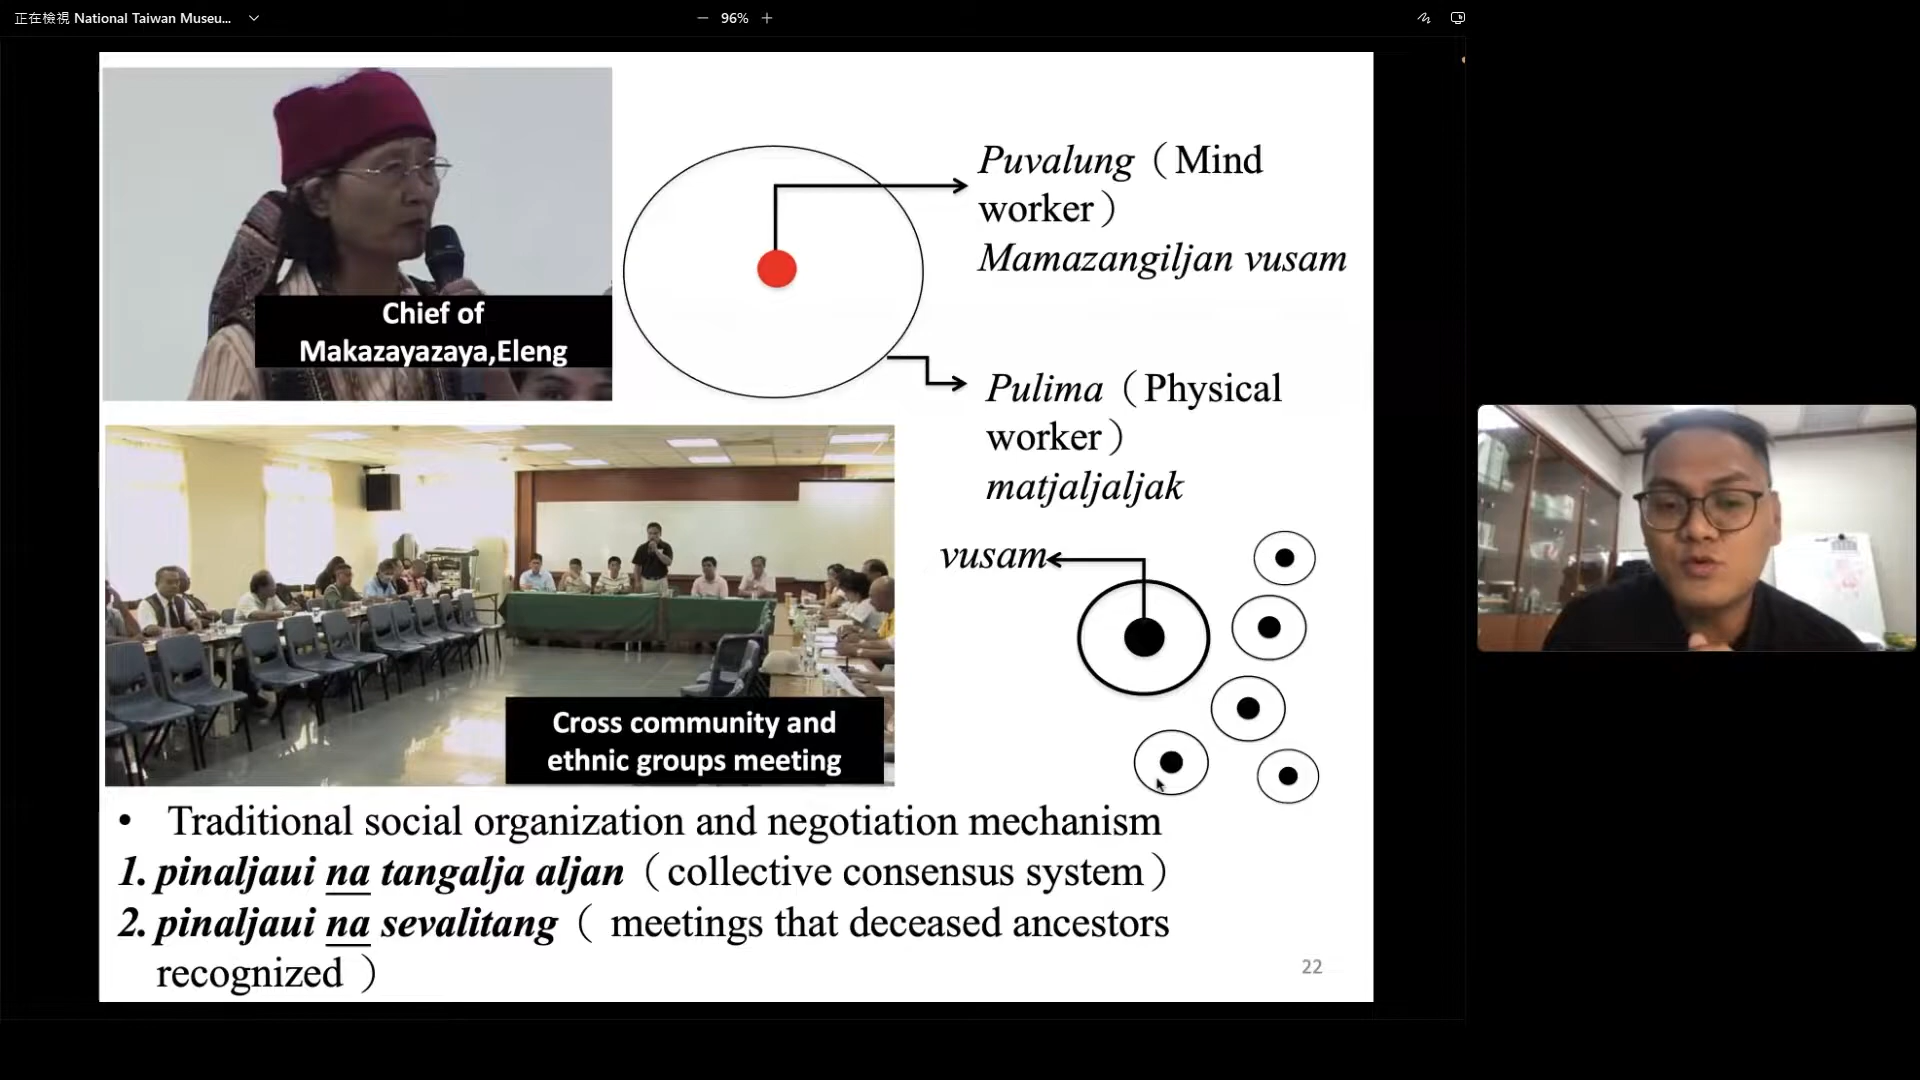 正在檢視 National Taiwan Museu...
96%
Chief of
Makazayazaya,Eleng
Puvalung（Mind
worker）
Mamazangiljan vusam
Pulima（Physical
worker）
matjaljaljak
vusam
Cross community and
ethnic groups meeting
• Traditional social organization and negotiation mechanism
1. pinaljaui na tangalja aljan（collective consensus system）
2. pinaljaui na sevalitang（ meetings that deceased ancestors
recognized ）
22